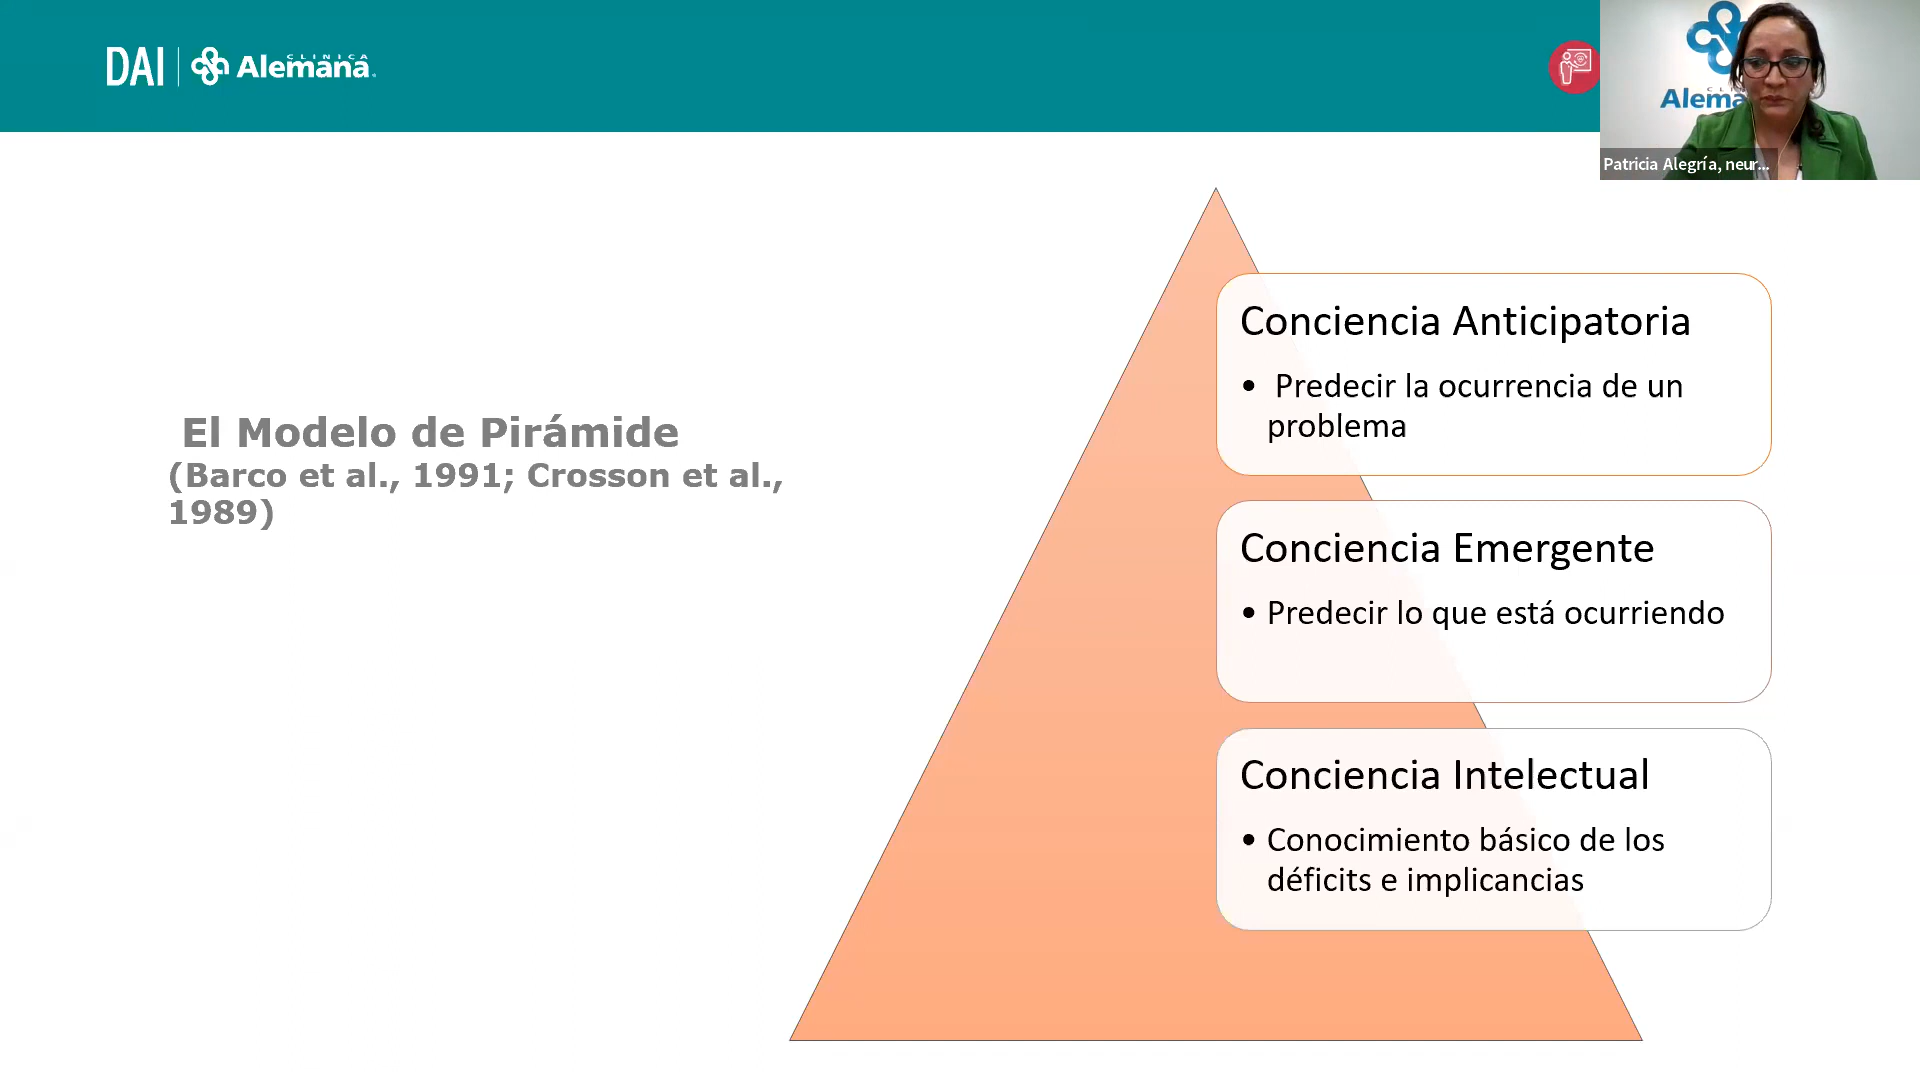 DAI
CLINICA
Alemana
Alema
Patricia Alegría, neur...
El Modelo de Pirámide
(Barco et al., 1991; Crosson et al.,
1989)
Conciencia Anticipatoria
• Predecir la ocurrencia de un
problema
Conciencia Emergente
• Predecir lo que está ocurriendo
Conciencia Intelectual
• Conocimiento básico de los
déficits e implicancias